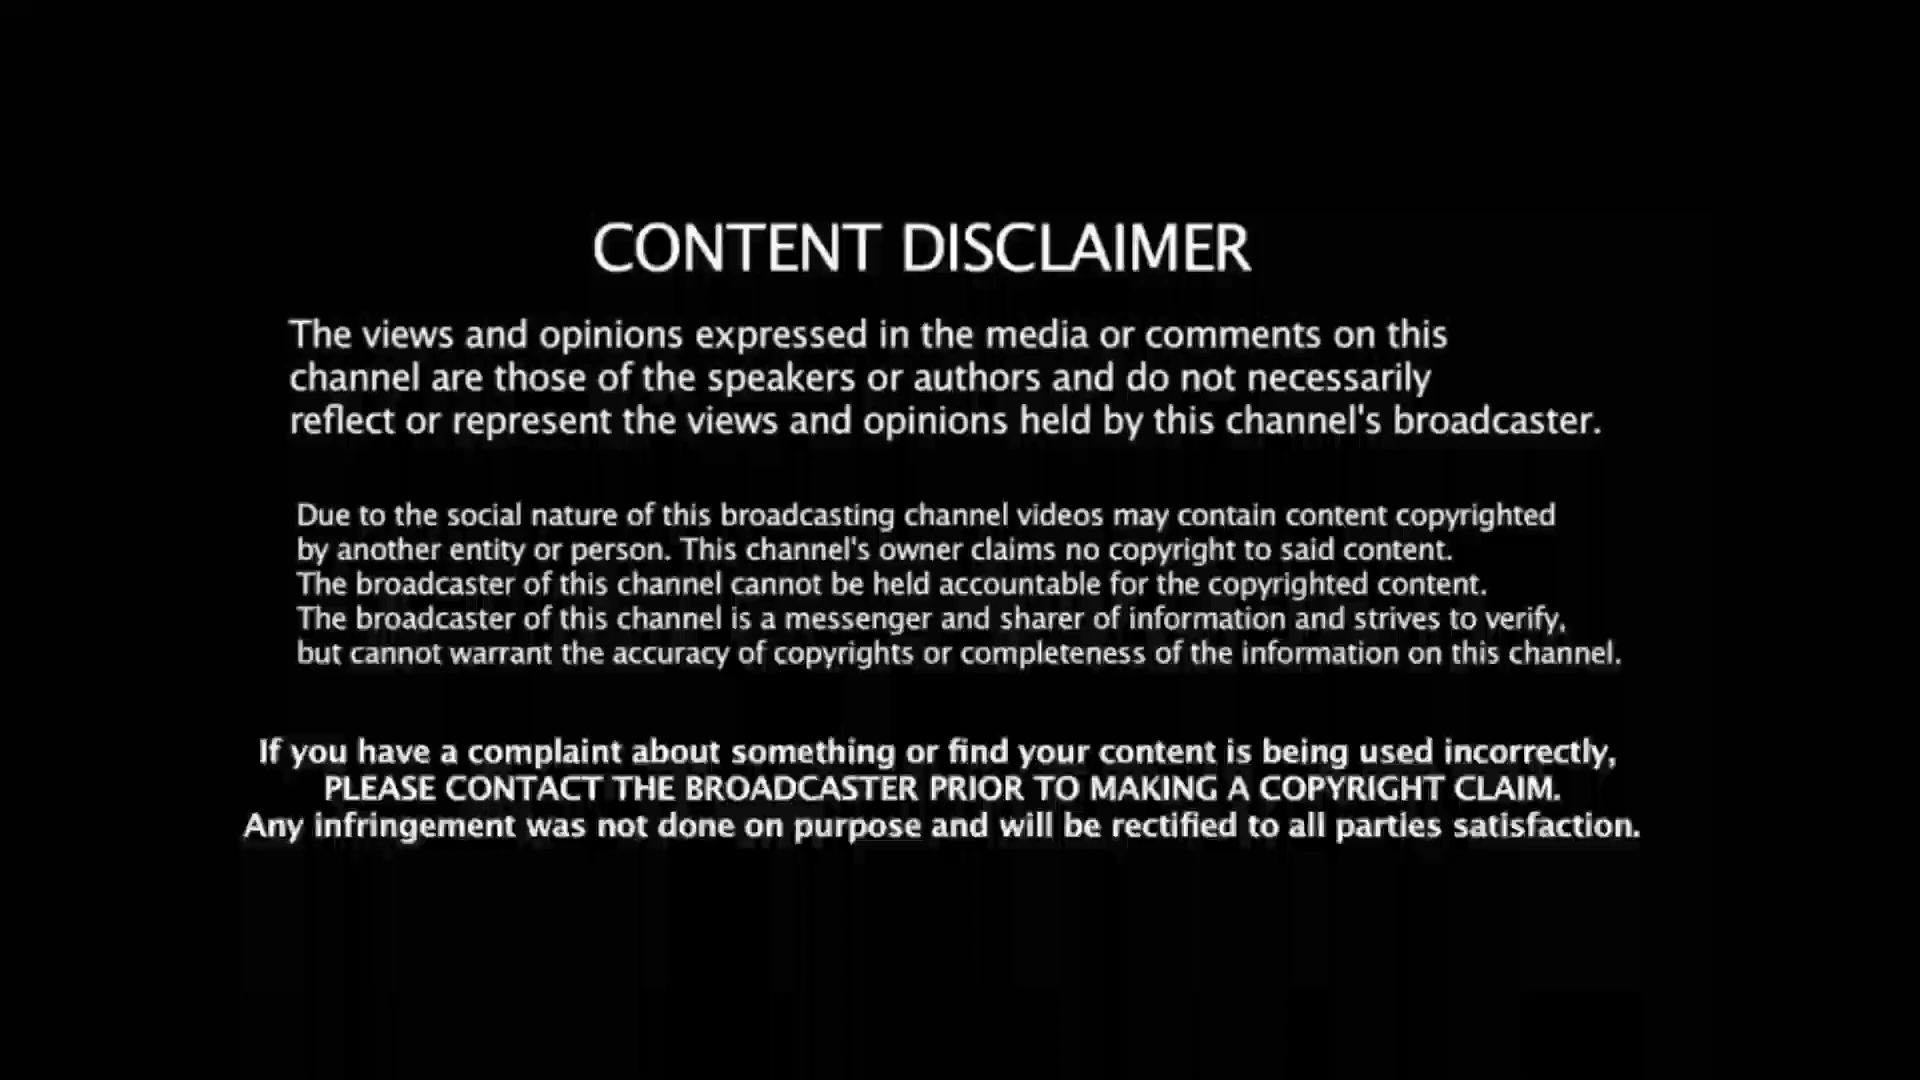 CONTENT DISCLAIMER
The views and opinions expressed in the media or comments on this
channel are those of the speakers or authors and do not necessarily
reflect or represent the views and opinions held by this channel's broadcaster.
Due to the social nature of this broadcasting channel videos may contain content copyrighted
by another entity or person. This channel's owner claims no copyright to said content.
The broadcaster of this channel cannot be held accountable for the copyrighted content.
The broadcaster of this channel is a messenger and sharer of information and strives to verify,
but cannot warrant the accuracy of copyrights or completeness of the information on this channel.
If you have a complaint about something or find your content is being used incorrectly,
PLEASE CONTACT THE BROADCASTER PRIOR TO MAKING A COPYRIGHT CLAIM.
Any infringement was not done on purpose and will be rectified to all parties satisfaction.